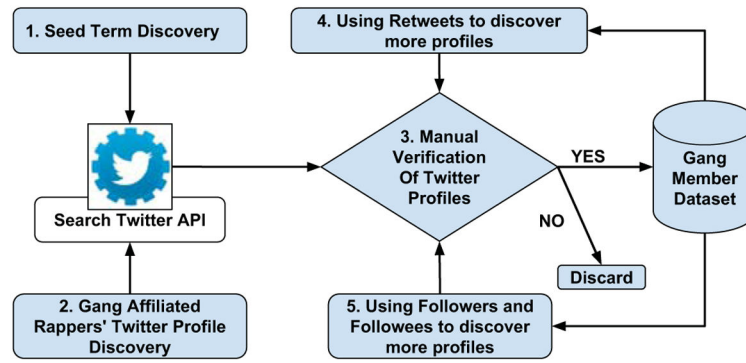 1. Seed Term Discovery
4. Using Retweets to discover
more profiles
3. Manual
Verification
Of Twitter
Profiles
YES
Gang
Member
Dataset
Search Twitter API
NO
Discard
2. Gang Affiliated
Rappers' Twitter Profile
Discovery
5. Using Followers and
Followees to discover
more profiles